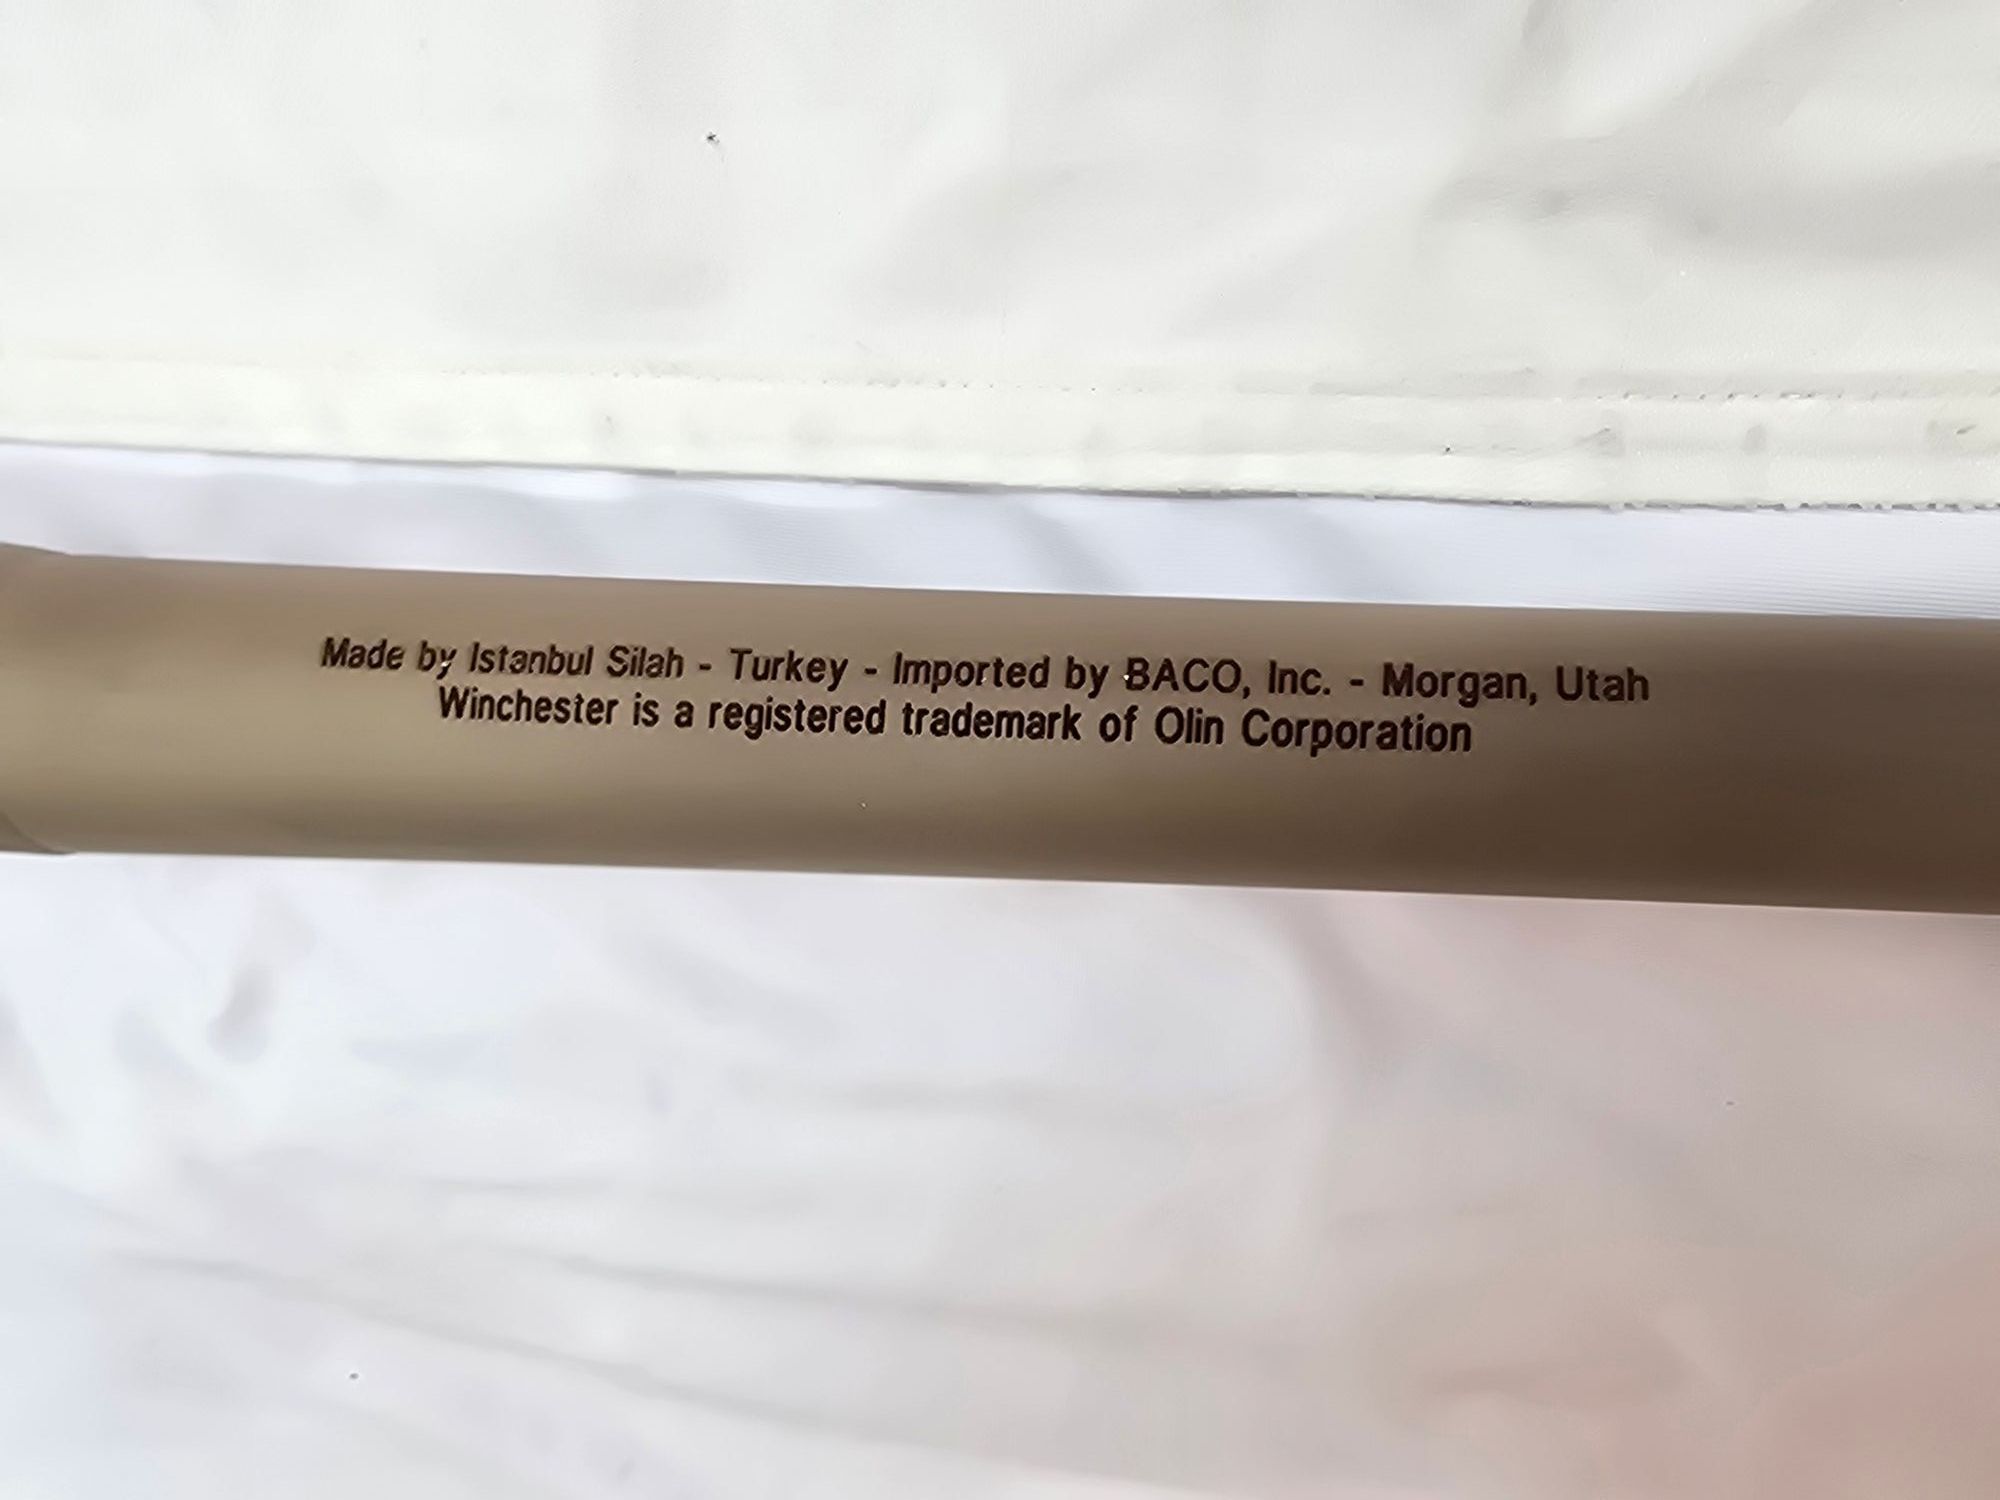 Made by Istanbul Silah - Turkey - Imported by BACO, Inc. - Morgan, Utah
Winchester is a registered trademark of Olin Corporation